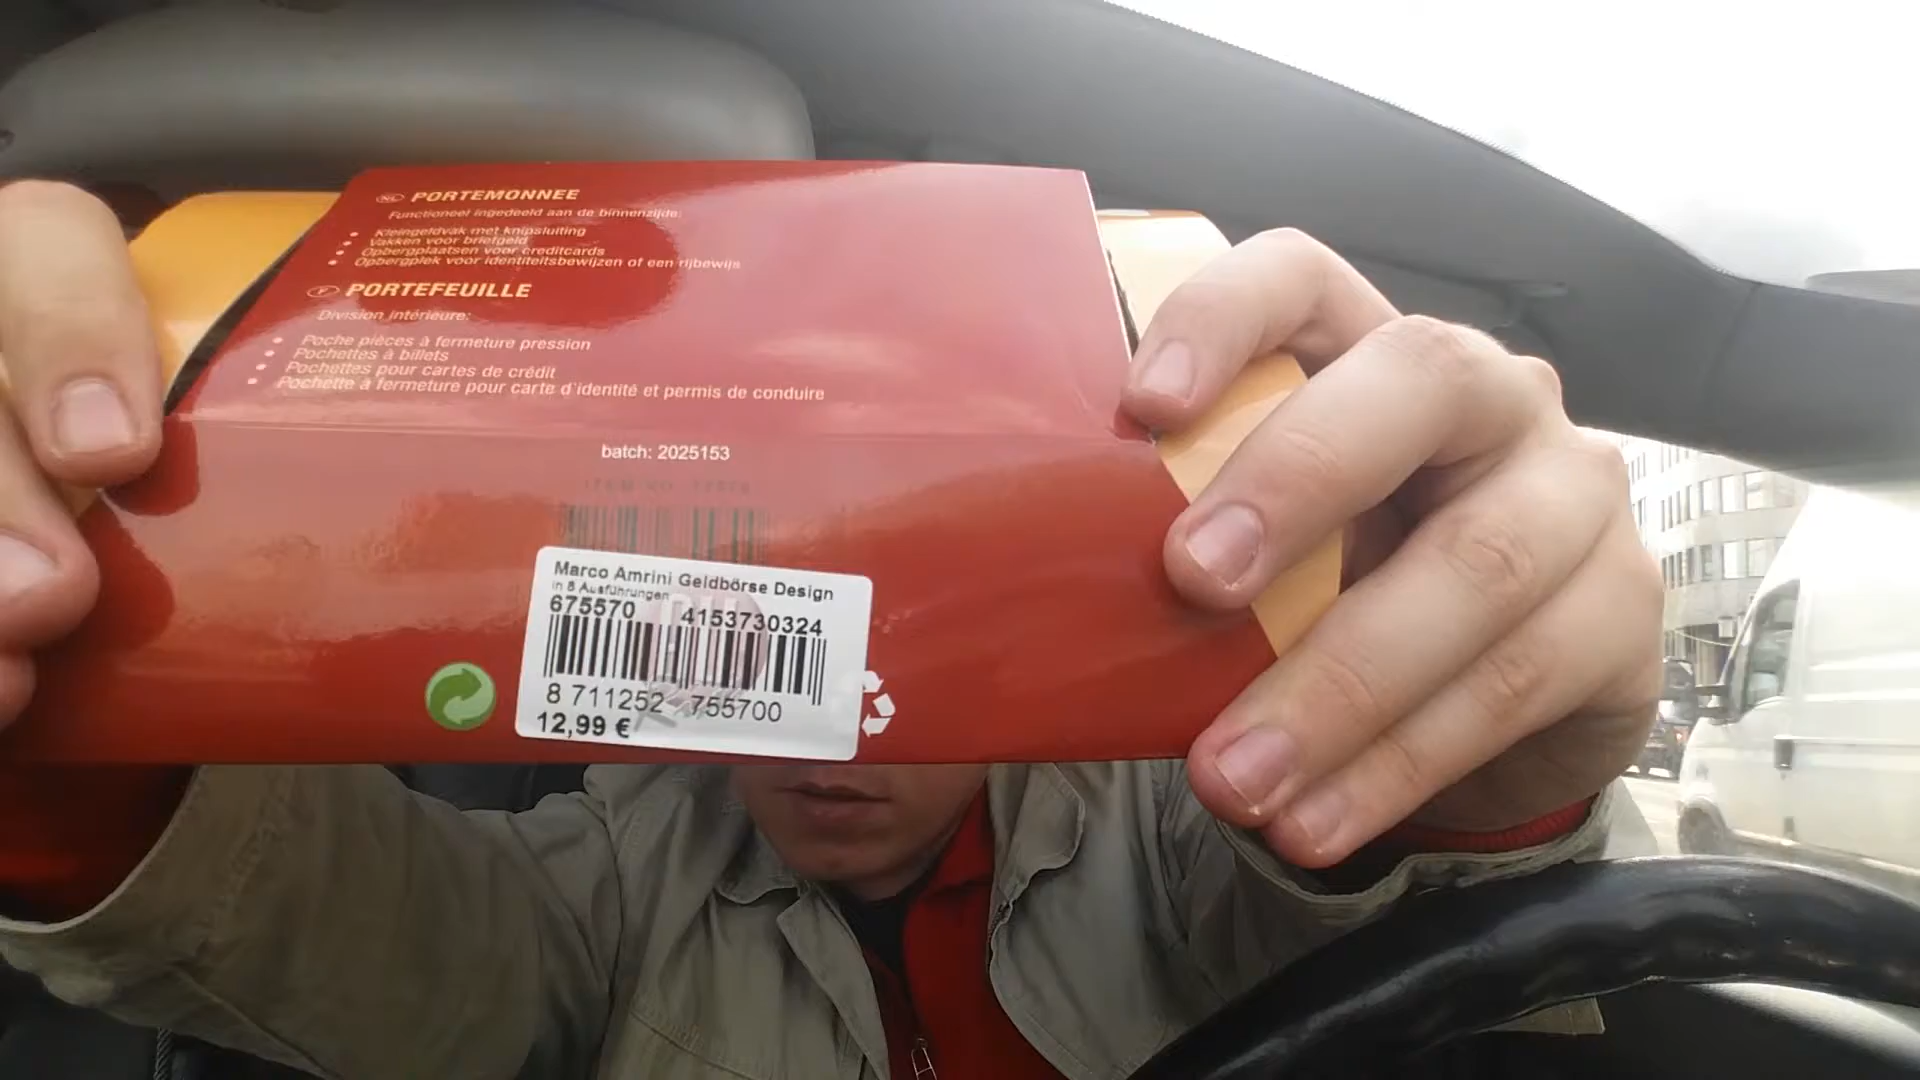 NL PORTEMONNEE
Functioneel ingedeeld aan de binnenzijde:
• Kleingeldvak met knipsluiting
• Vakken voor briefgeld
• Opbergplaatsen voor creditcards
• Opbergplek voor identiteitsbewijzen of een rijbewijs
F PORTEFEUILLE
Division intérieure:
• Poche pièces à fermeture pression
• Pochettes à billets
• Pochettes pour cartes de crédit
• Pochette à fermeture pour carte d'identité et permis de conduire
batch: 2025153
Marco Amrini Geldbörse Design
in 8 Ausführungen
675570 4153730324
8 711252 755700
12,99 €